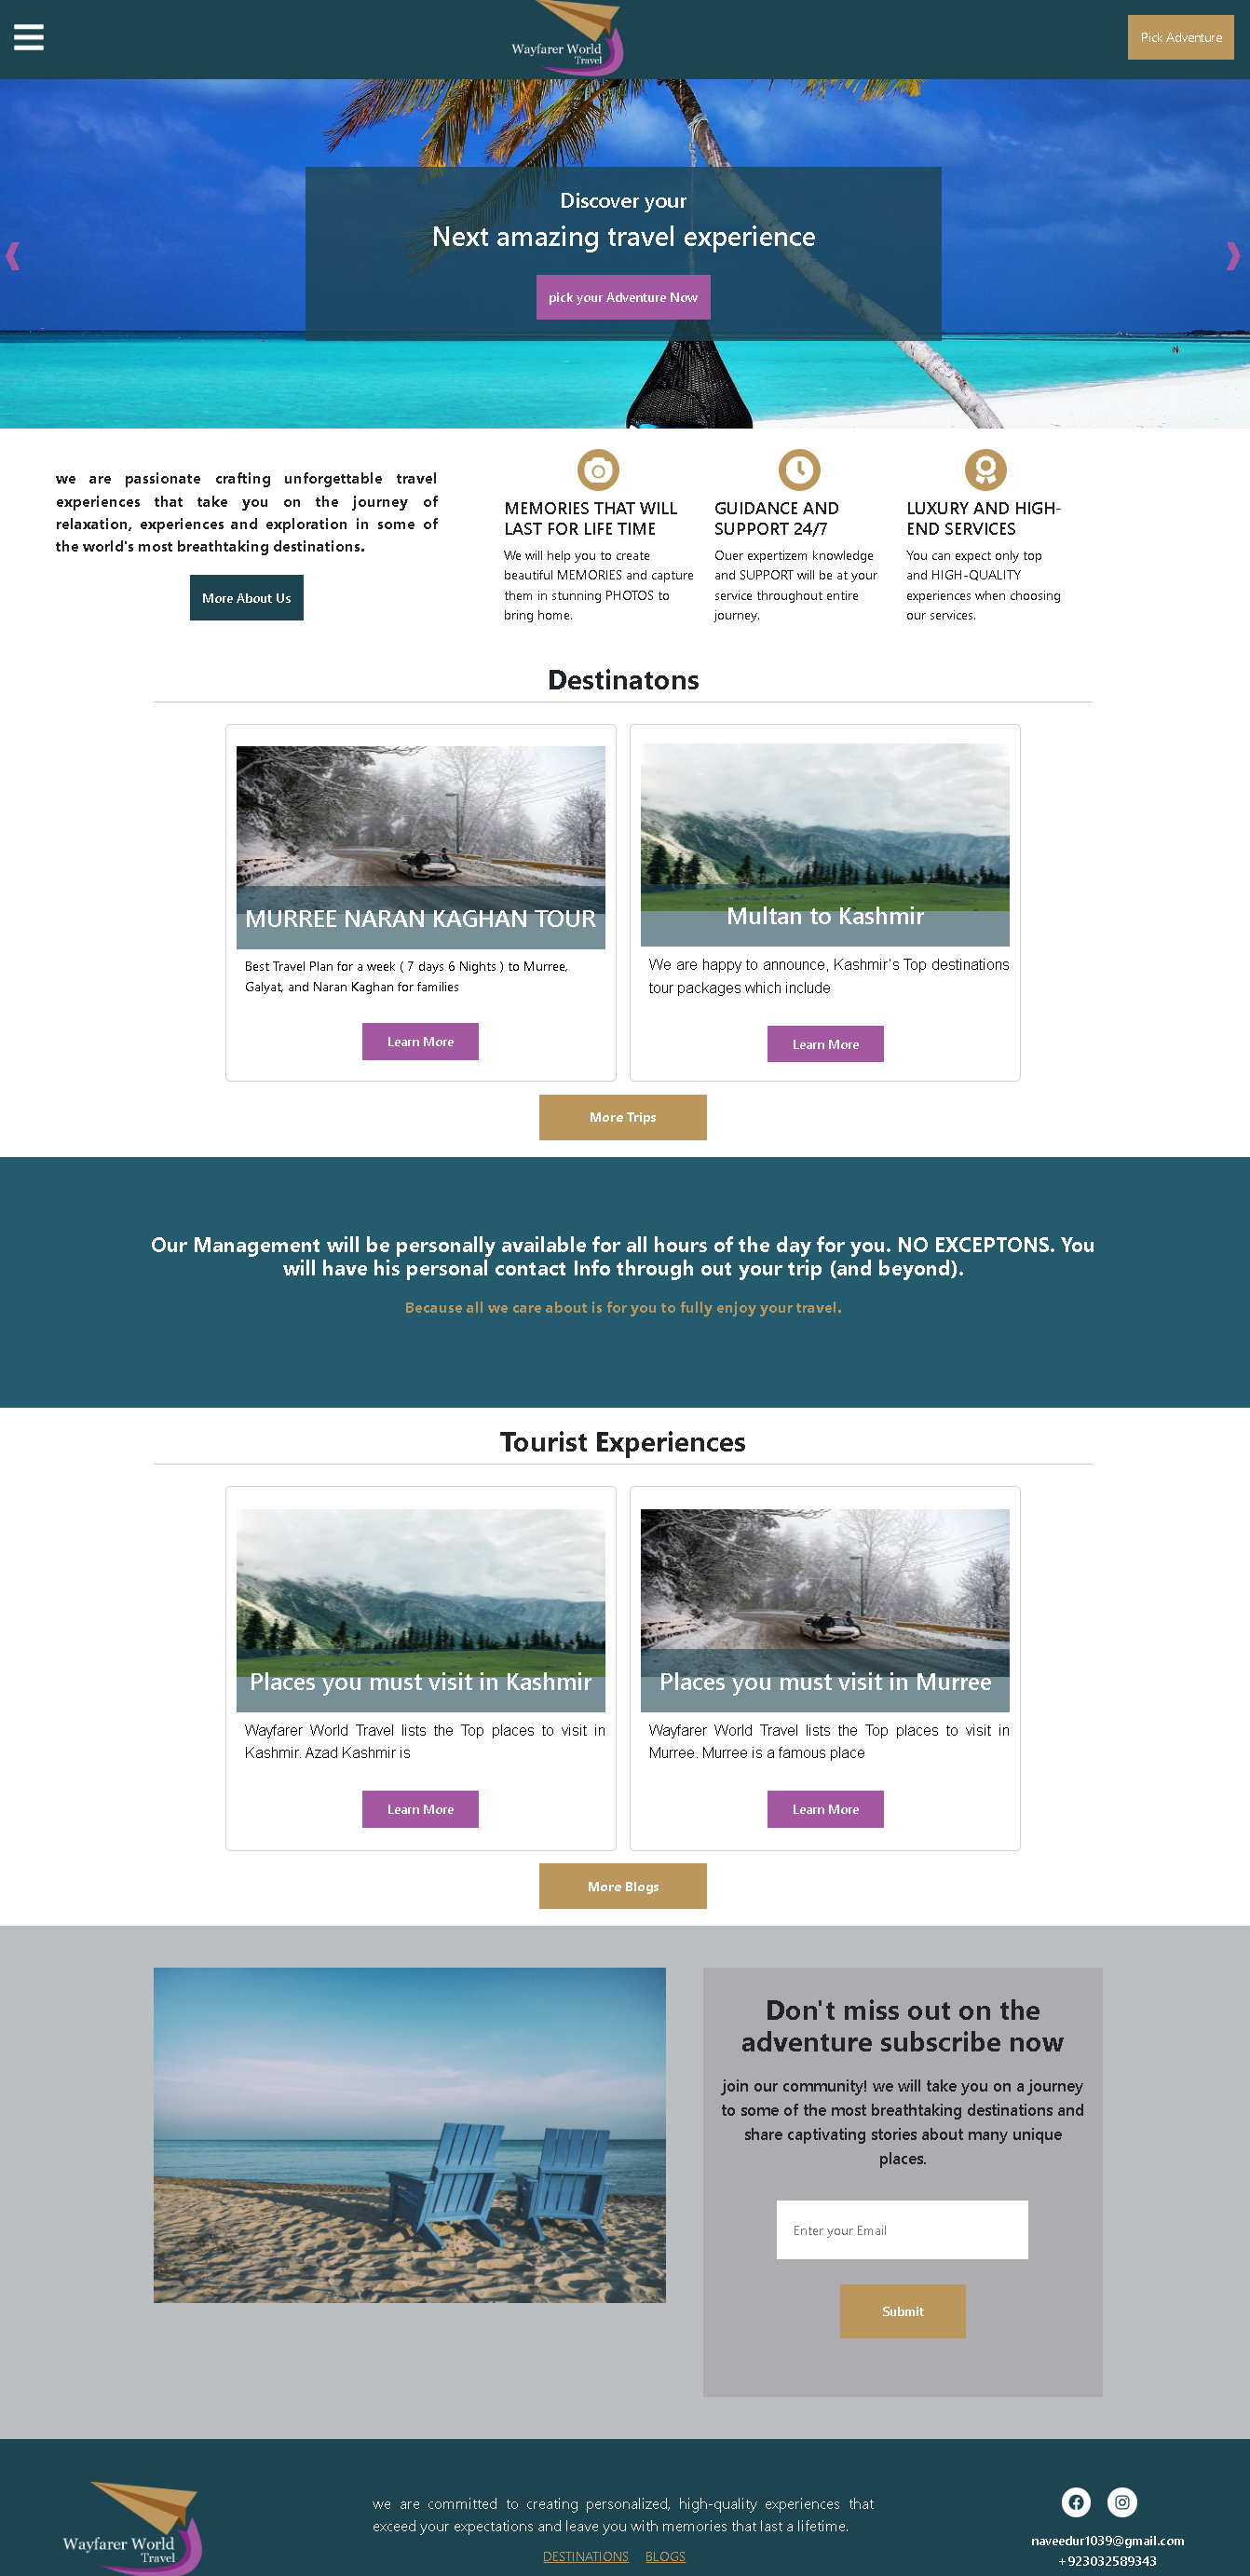 Wayfarer World
Travel
Pick Adventure
Discover your
Next amazing travel experience
pick your Adventure Now
we are passionate crafting unforgettable travel
experiences that take you on the journey of
relaxation, experiences and exploration in some of
the world's most breathtaking destinations.
More About Us
MEMORIES THAT WILL
LAST FOR LIFE TIME
We will help you to create
beautiful MEMORIES and capture
them in stunning PHOTOS to
bring home.
GUIDANCE AND
SUPPORT 24/7
Ouer expertizem knowledge
and SUPPORT will be at your
service throughout entire
journey.
LUXURY AND HIGH-
END SERVICES
You can expect only top
and HIGH-QUALITY
experiences when choosing
our services.
Destinatons
MURREE NARAN KAGHAN TOUR
Best Travel Plan for a week ( 7 days 6 Nights ) to Murree,
Galyat, and Naran Kaghan for families
Learn More
Multan to Kashmir
We are happy to announce, Kashmir's Top destinations
tour packages which include
Learn More
More Trips
Our Management will be personally available for all hours of the day for you. NO EXCEPTONS. You
will have his personal contact Info through out your trip (and beyond).
Because all we care about is for you to fully enjoy your travel.
Tourist Experiences
Places you must visit in Kashmir
Wayfarer World Travel lists the Top places to visit in
Kashmir. Azad Kashmir is
Learn More
Places you must visit in Murree
Wayfarer World Travel lists the Top places to visit in
Murree. Murree is a famous place
Learn More
More Blogs
Don't miss out on the
adventure subscribe now
join our community! we will take you on a journey
to some of the most breathtaking destinations and
share captivating stories about many unique
places.
Enter your Email
Submit
Wayfarer World
Travel
we are committed to creating personalized, high-quality experiences that
exceed your expectations and leave you with memories that last a lifetime.
DESTINATIONS BLOGS
naveedur1039@gmail.com
+923032589343